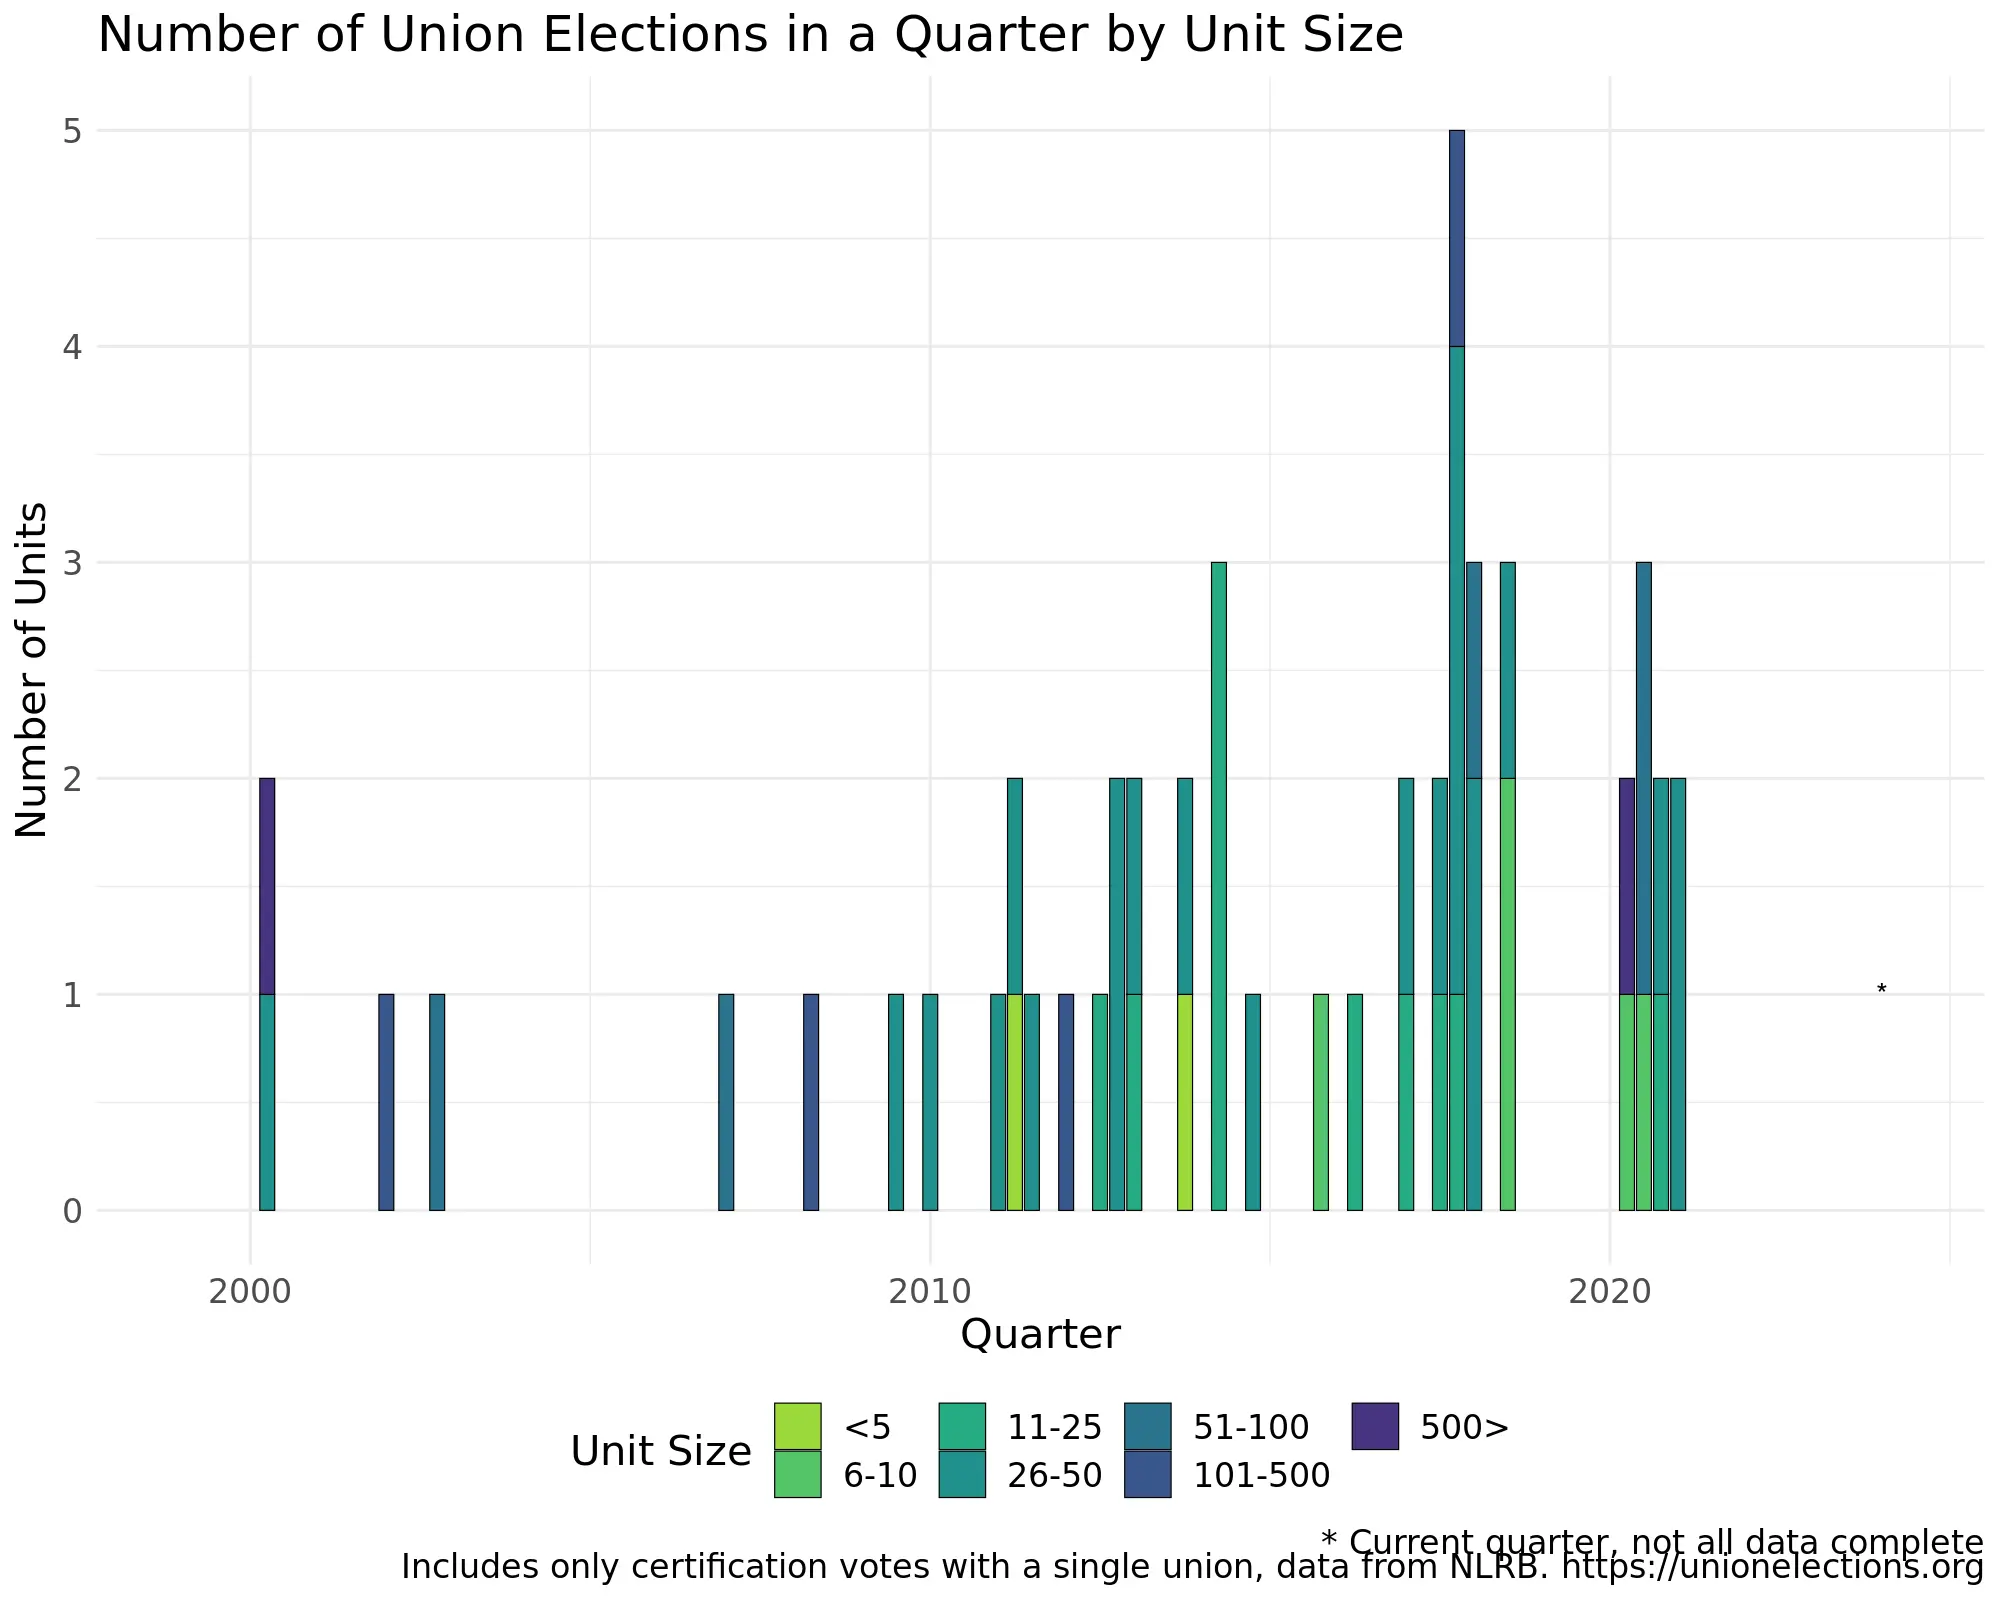 Number of Union Elections in a Quarter by Unit Size
Number of Units
5
4
3
2
1
0
*
2000 2010 2020
Quarter
Unit Size
<5 11-25 51-100 500>
6-10 26-50 101-500
* Current quarter, not all data complete
Includes only certification votes with a single union, data from NLRB. https://unionelections.org